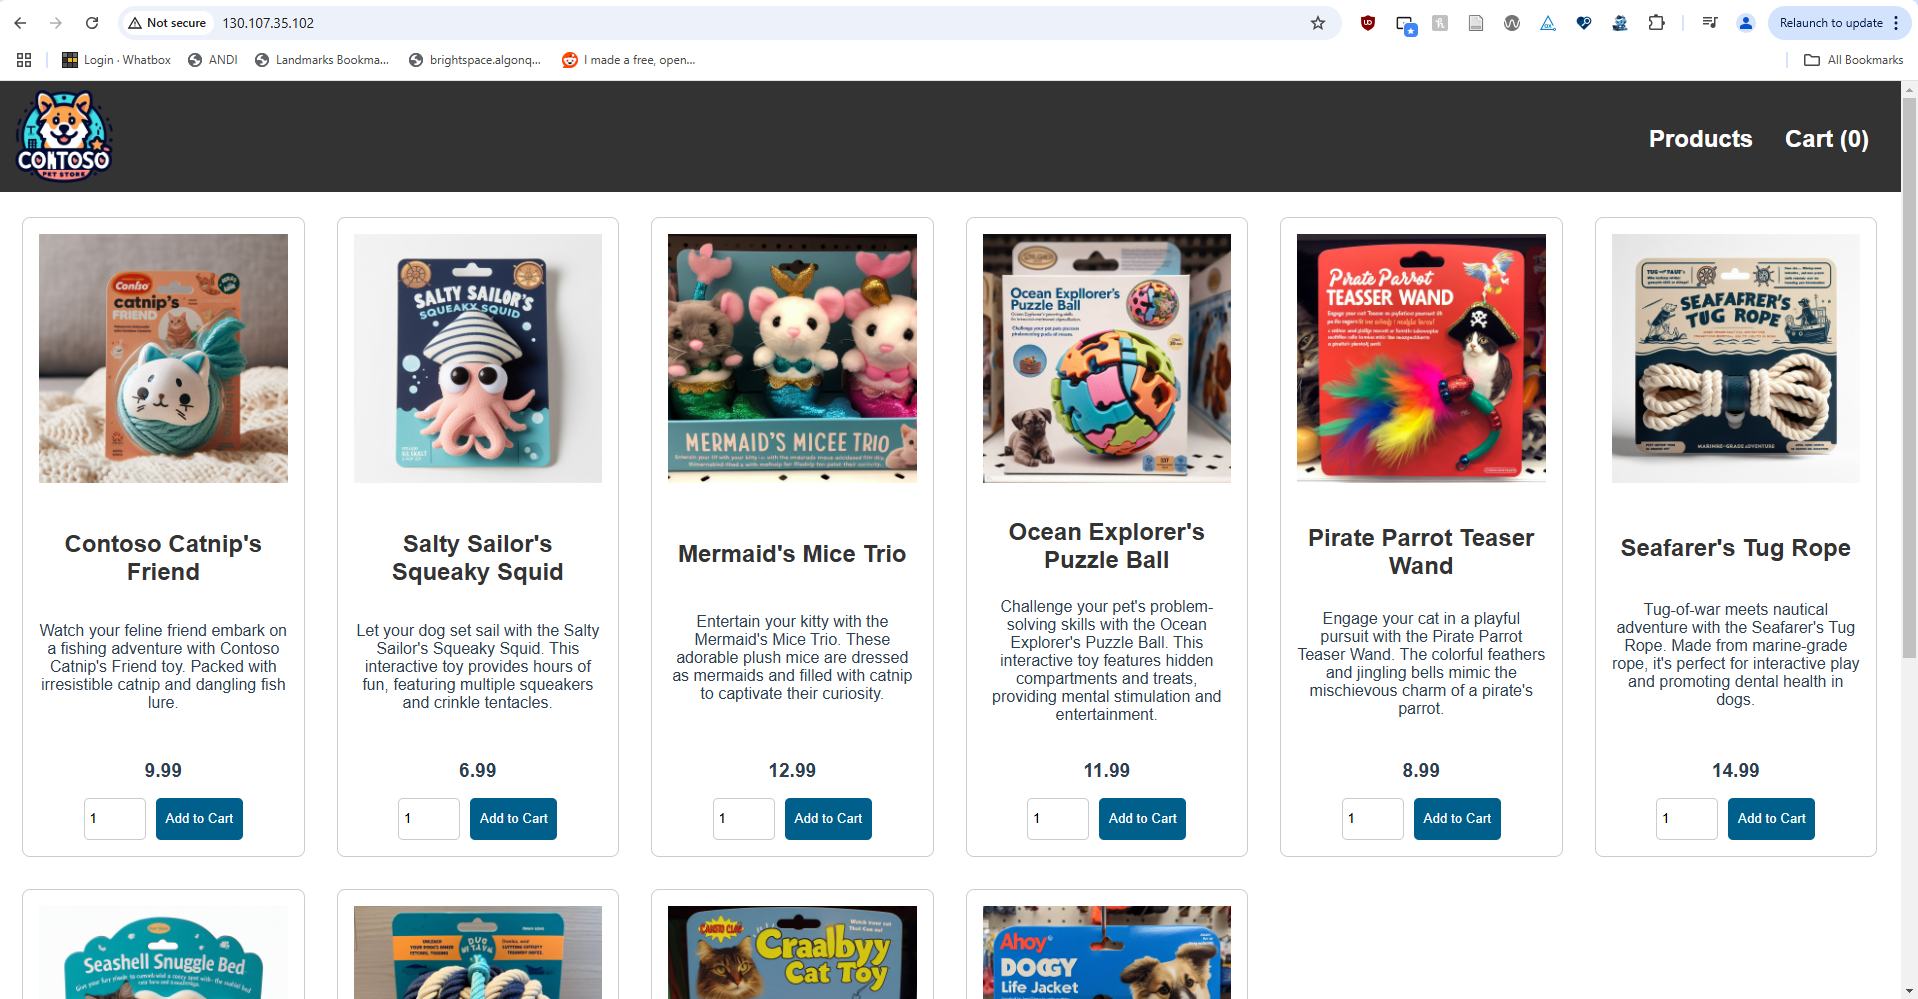 Not secure
130.107.35.102
Relaunch to update
Login · Whatbox
ANDI
Landmarks Bookma...
brightspace.algonq...
I made a free, open...
All Bookmarks
CONTOSO
PET STORE
Products
Cart (0)
Conlso
catnip's
FRIEND
SALTY SAILOR'S
SQUEAKY SQUID
MERMAID'S MICEE TRIO
Ocean Expllorer's
Puzzle Ball
Pirate Parrot
TEASSER WAND
SEAFAFRER'S
TUG ROPE
MARINRE-GRADE ADVENTURE
Contoso Catnip's
Friend
Watch your feline friend embark on
a fishing adventure with Contoso
Catnip's Friend toy. Packed with
irresistible catnip and dangling fish
lure.
9.99
1
Add to Cart
Salty Sailor's
Squeaky Squid
Let your dog set sail with the Salty
Sailor's Squeaky Squid. This
interactive toy provides hours of
fun, featuring multiple squeakers
and crinkle tentacles.
6.99
1
Add to Cart
Mermaid's Mice Trio
Entertain your kitty with the
Mermaid's Mice Trio. These
adorable plush mice are dressed
as mermaids and filled with catnip
to captivate their curiosity.
12.99
1
Add to Cart
Ocean Explorer's
Puzzle Ball
Challenge your pet's problem-
solving skills with the Ocean
Explorer's Puzzle Ball. This
interactive toy features hidden
compartments and treats,
providing mental stimulation and
entertainment.
11.99
1
Add to Cart
Pirate Parrot Teaser
Wand
Engage your cat in a playful
pursuit with the Pirate Parrot
Teaser Wand. The colorful feathers
and jingling bells mimic the
mischievous charm of a pirate's
parrot.
8.99
1
Add to Cart
Seafarer's Tug Rope
Tug-of-war meets nautical
adventure with the Seafarer's Tug
Rope. Made from marine-grade
rope, it's perfect for interactive play
and promoting dental health in
dogs.
14.99
1
Add to Cart
Seashell Snuggle Bed
Craalbyy
Cat Toy
Ahoy
DOGGY
Life Jacket